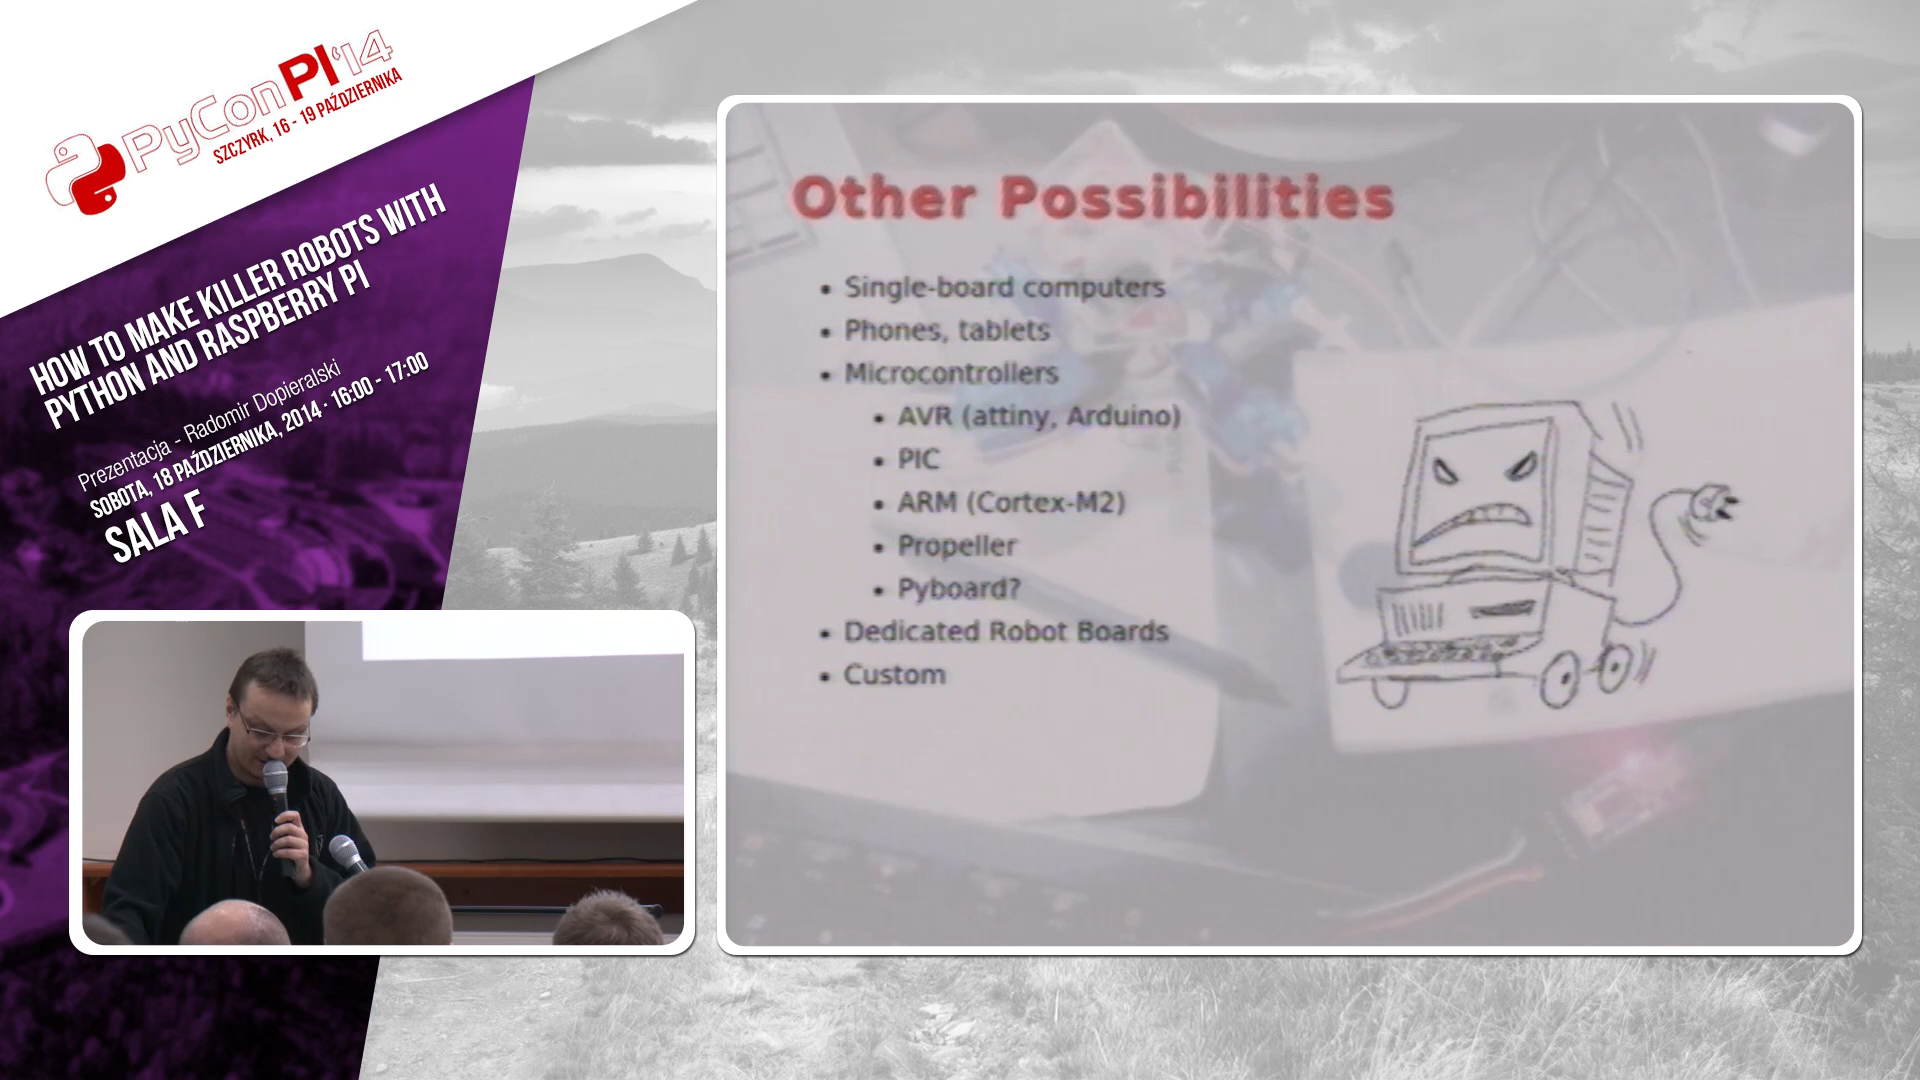 PyConPl'14
SZCZYRK, 16 - 19 PAŹDZIERNIKA
HOW TO MAKE KILLER ROBOTS WITH
PYTHON AND RASPBERRY PI
Prezentacja - Radomir Dopieralski
SOBOTA, 18 PAŹDZIERNIKA, 2014 · 16:00 - 17:00
SALA F
Other Possibilities
• Single-board computers
• Phones, tablets
• Microcontrollers
• AVR (attiny, Arduino)
• PIC
• ARM (Cortex-M2)
• Propeller
• Pyboard?
• Dedicated Robot Boards
• Custom